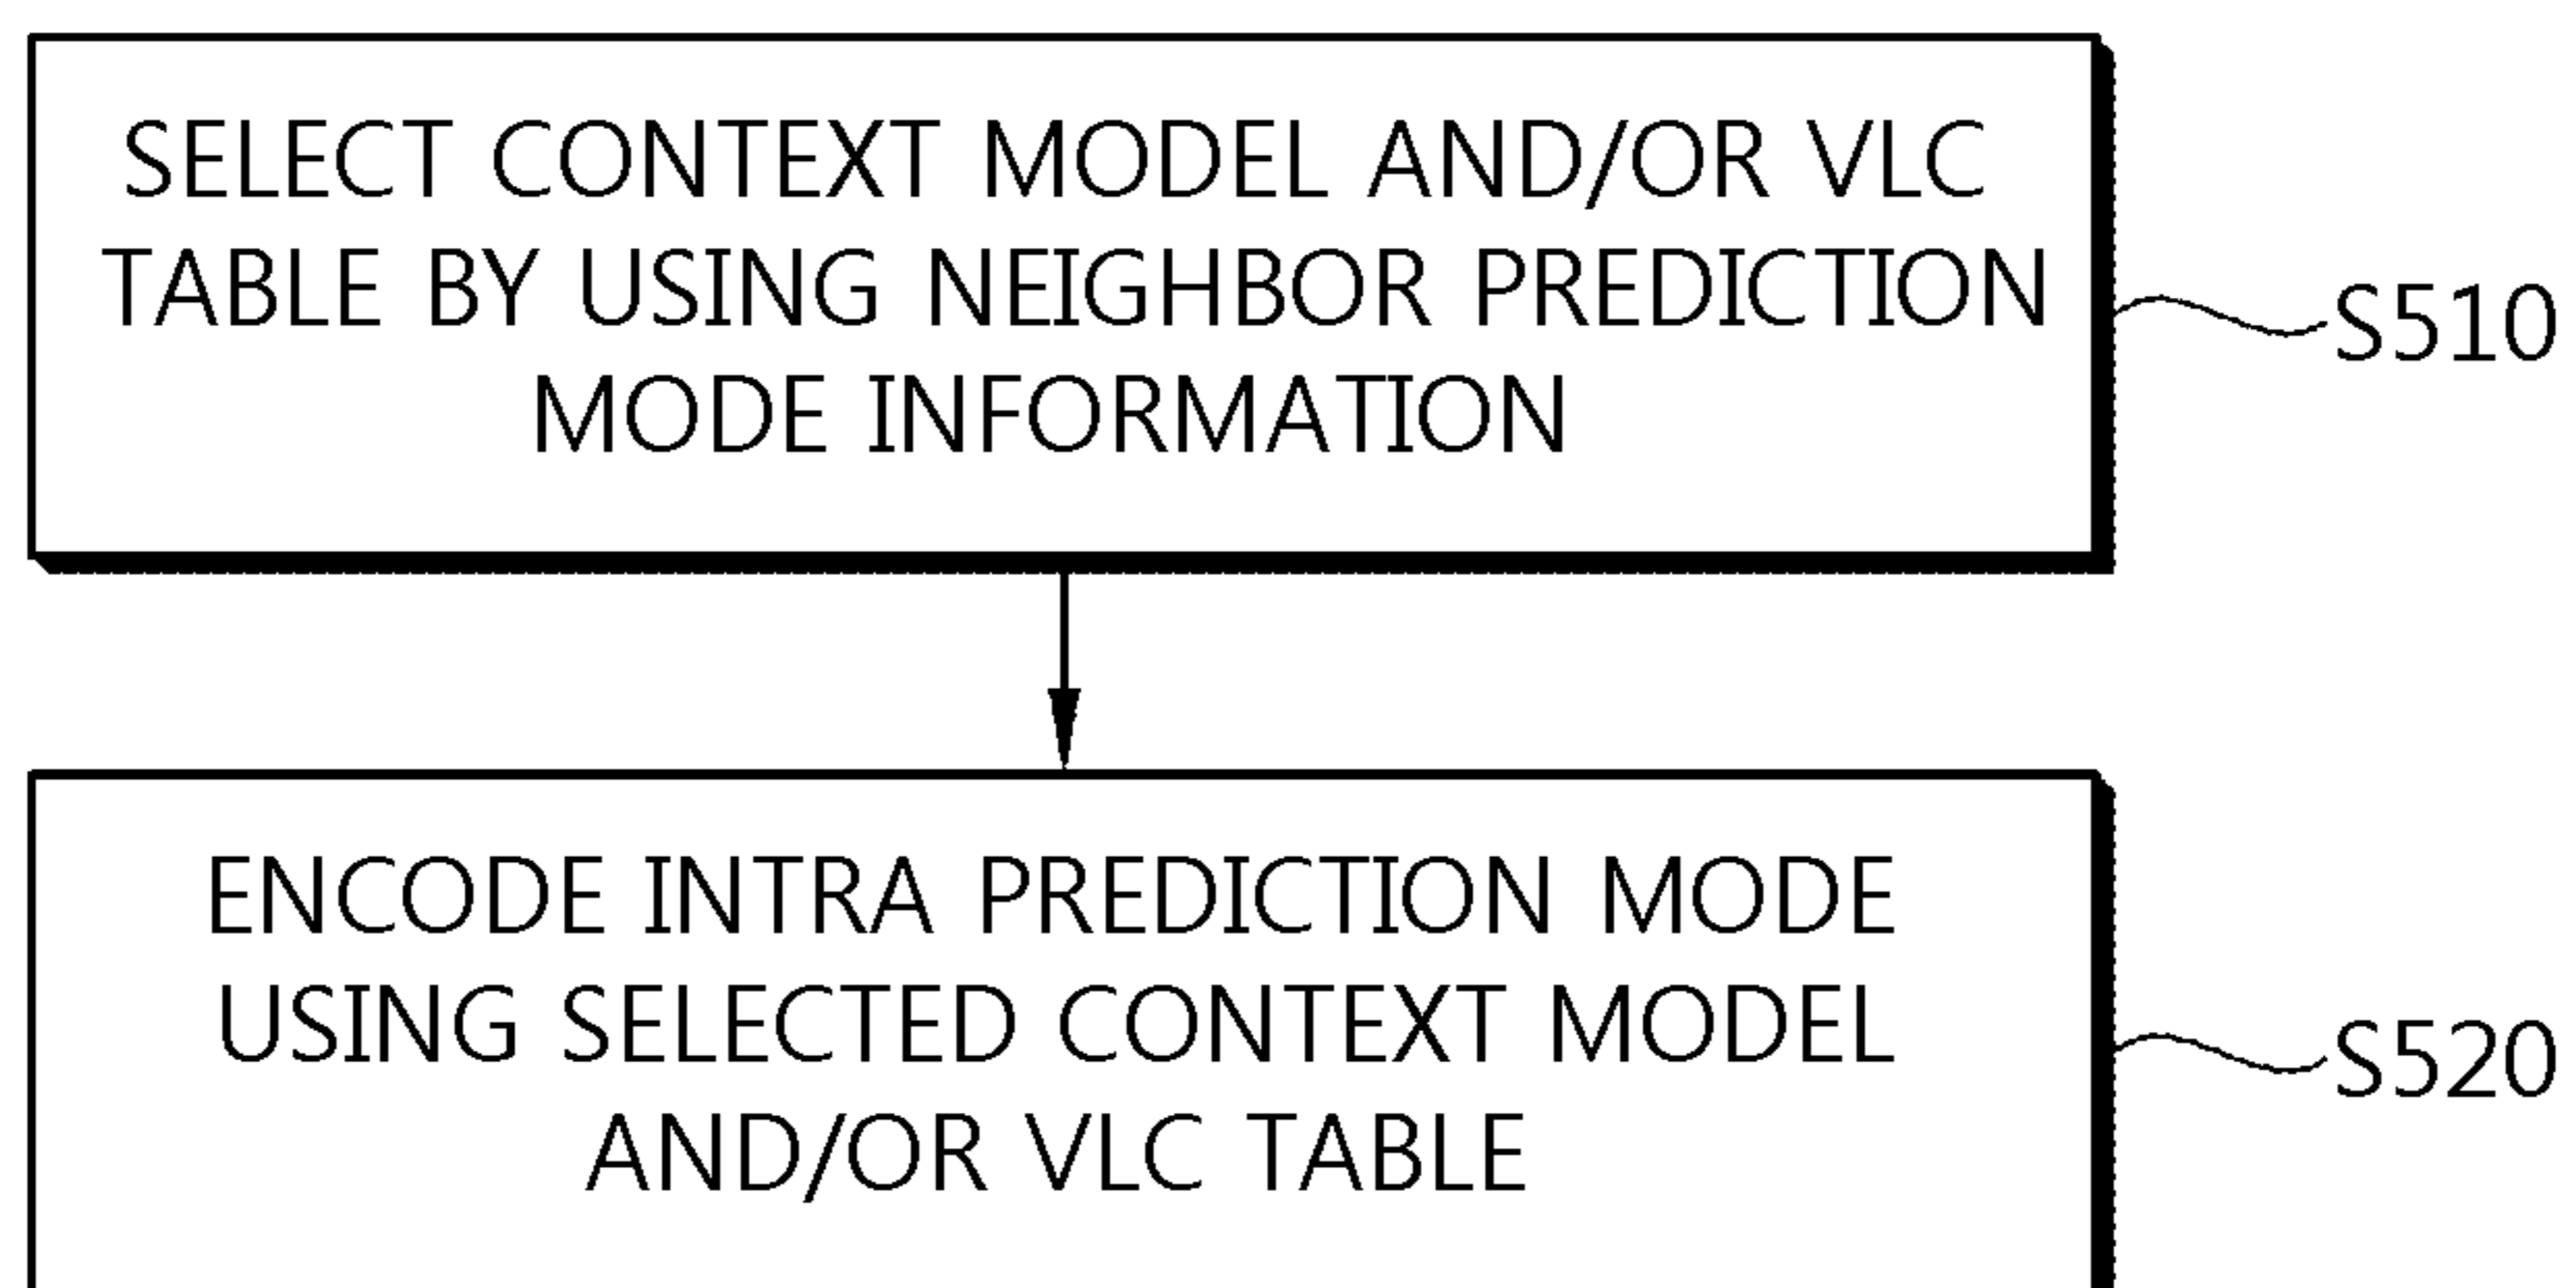 SELECT CONTEXT MODEL AND/OR VLC
TABLE BY USING NEIGHBOR PREDICTION
MODE INFORMATION
S510
ENCODE INTRA PREDICTION MODE
USING SELECTED CONTEXT MODEL
AND/OR VLC TABLE
S520